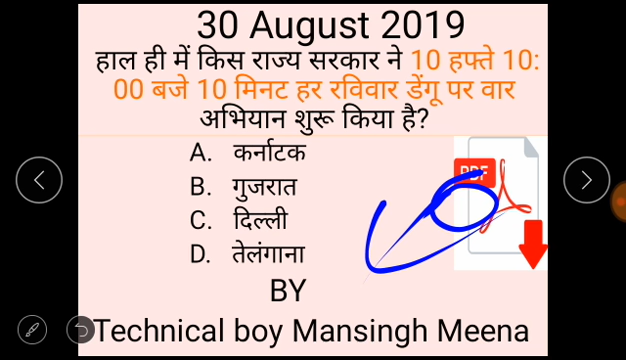 30 August 2019
हाल ही में किस राज्य सरकार ने 10 हफ्ते 10:
00 बजे 10 मिनट हर रविवार डेंगू पर वार
अभियान शुरू किया है?
A. कर्नाटक
PDF
B. गुजरात
C. दिल्ली
D. तेलंगाना
BY
Technical boy Mansingh Meena